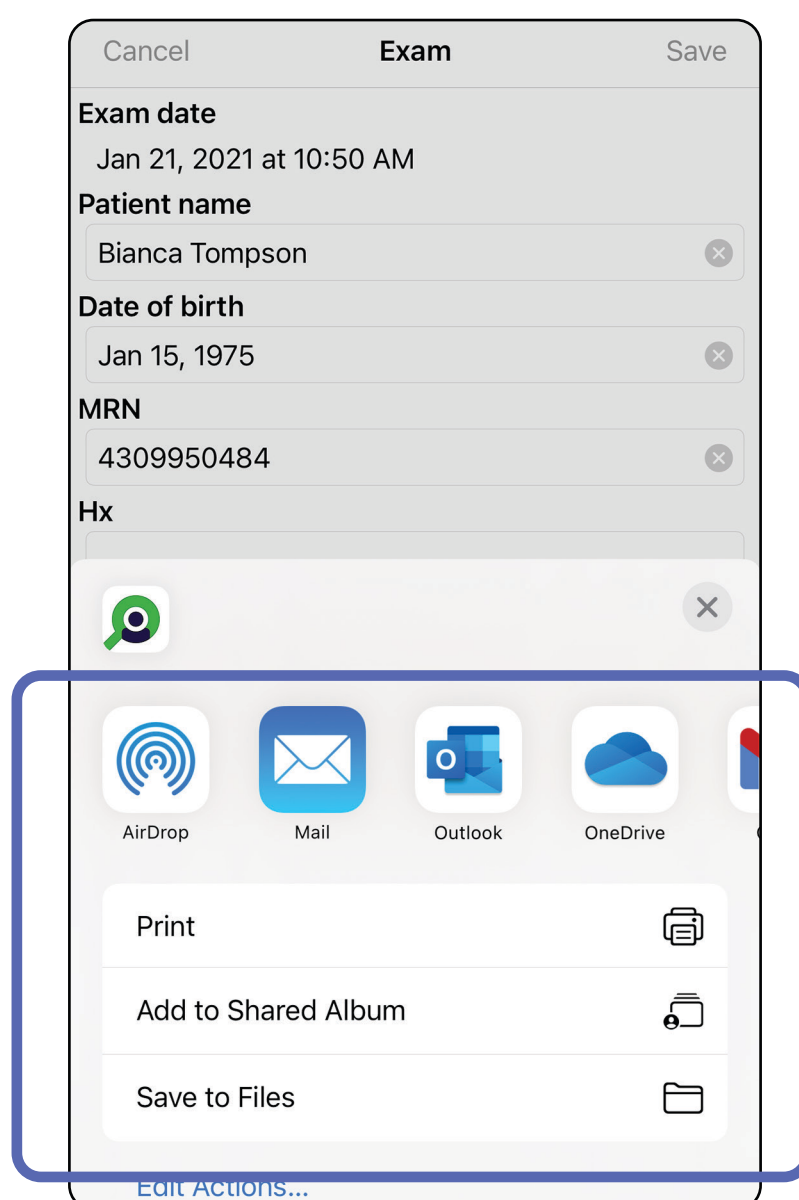 Cancel Exam Save
Exam date
Jan 21, 2021 at 10:50 AM
Patient name
Bianca Tompson
Date of birth
Jan 15, 1975
MRN
4309950484
Hx
AirDrop Mail Outlook OneDrive
Print
Add to Shared Album
Save to Files
Edit Actions...